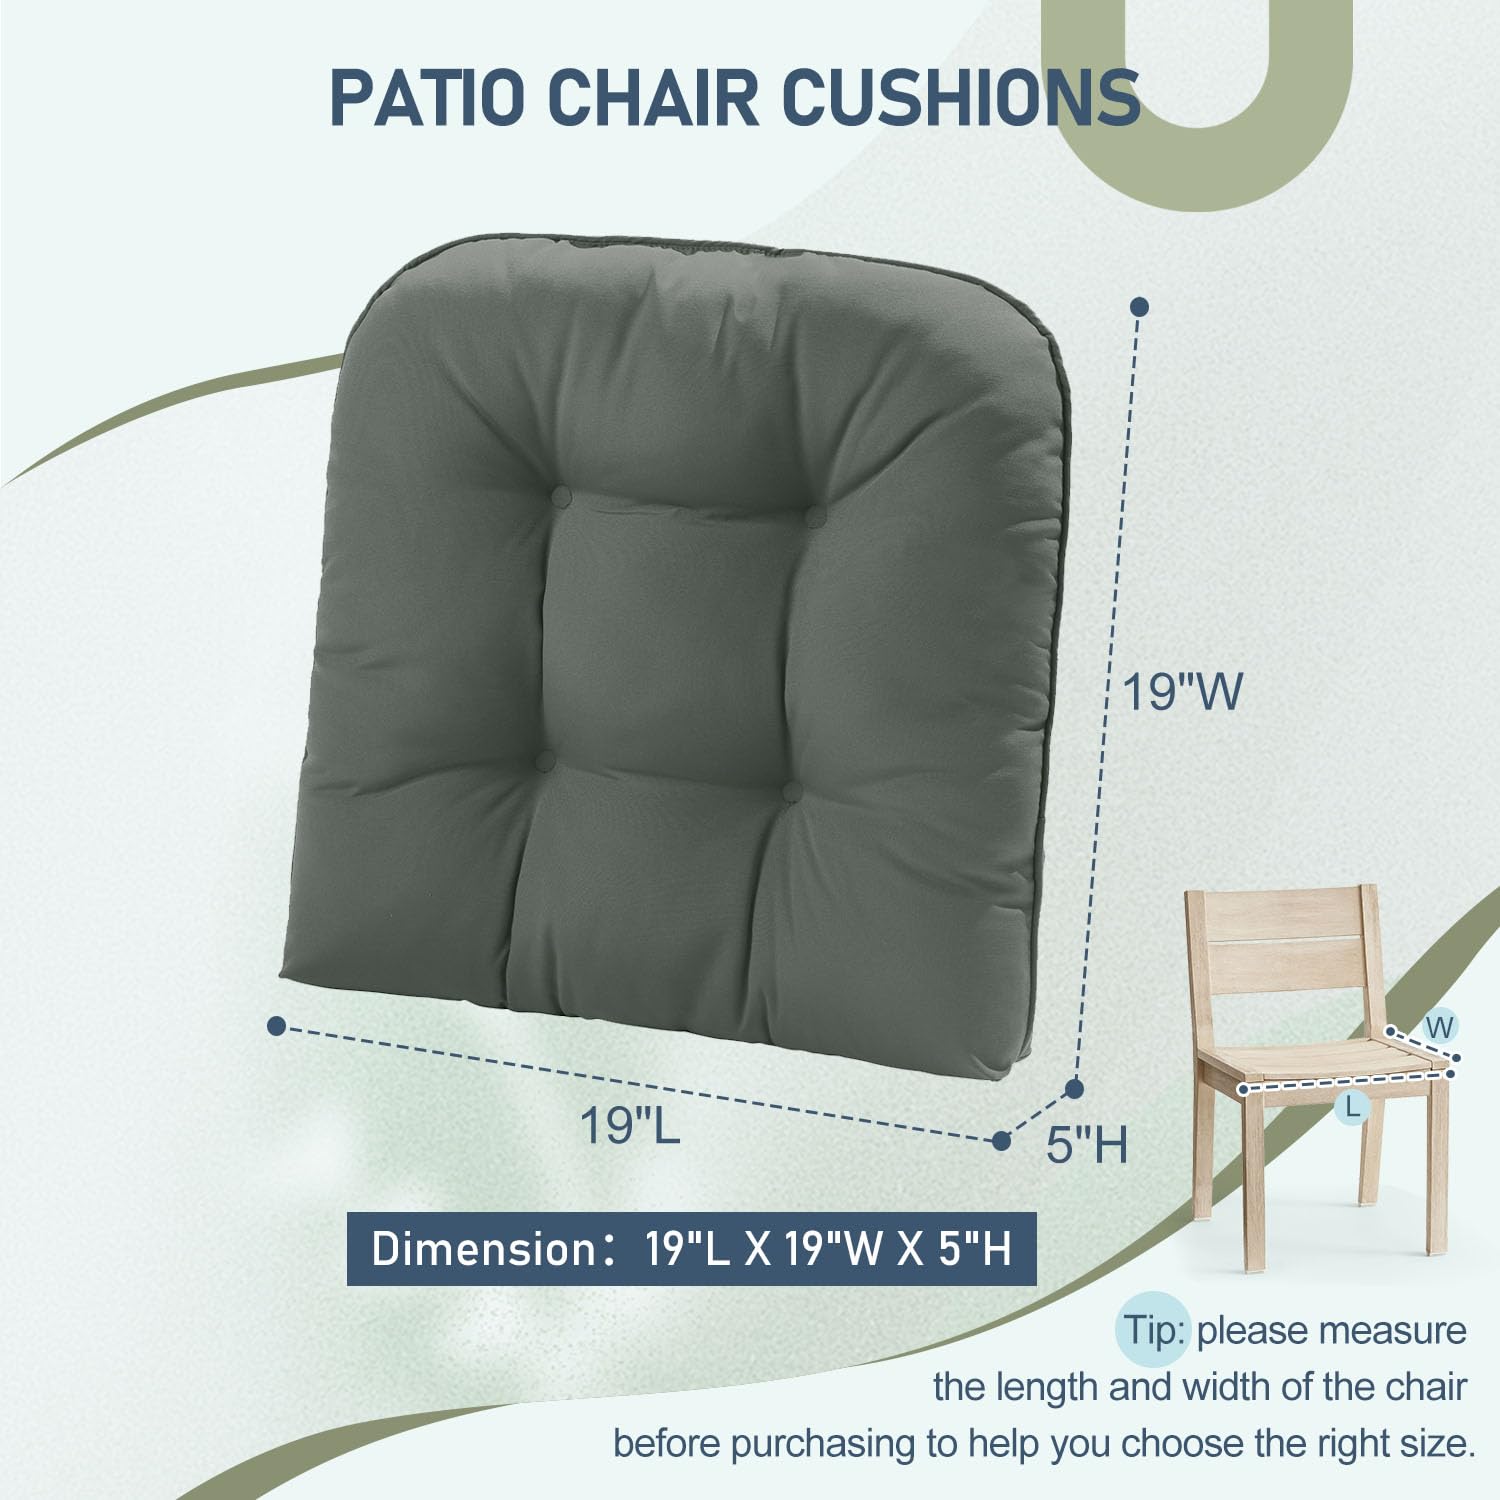 PATIO CHAIR CUSHIONS
19"W
19"L
5"H
W
L
Dimension: 19"L X 19"W X 5"H
Tip: please measure
the length and width of the chair
before purchasing to help you choose the right size.